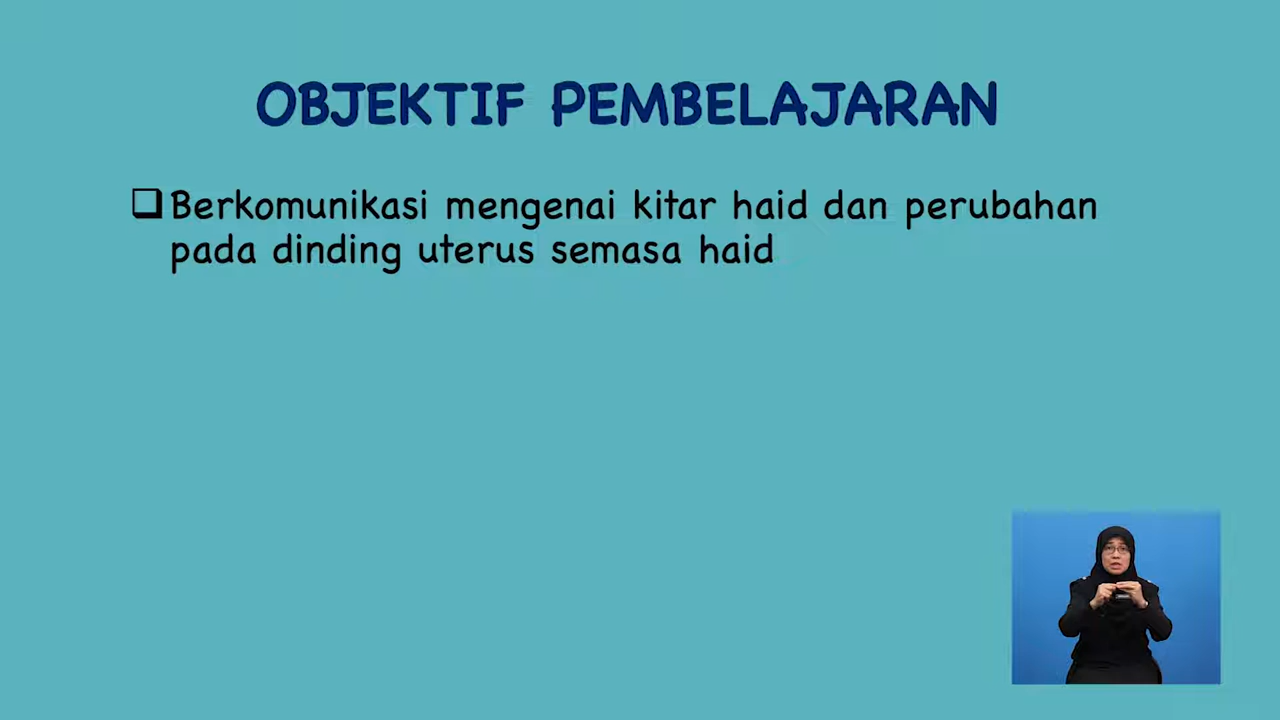 OBJEKTIF PEMBELAJARAN
Berkomunikasi mengenai kitar haid dan perubahan
pada dinding uterus semasa haid